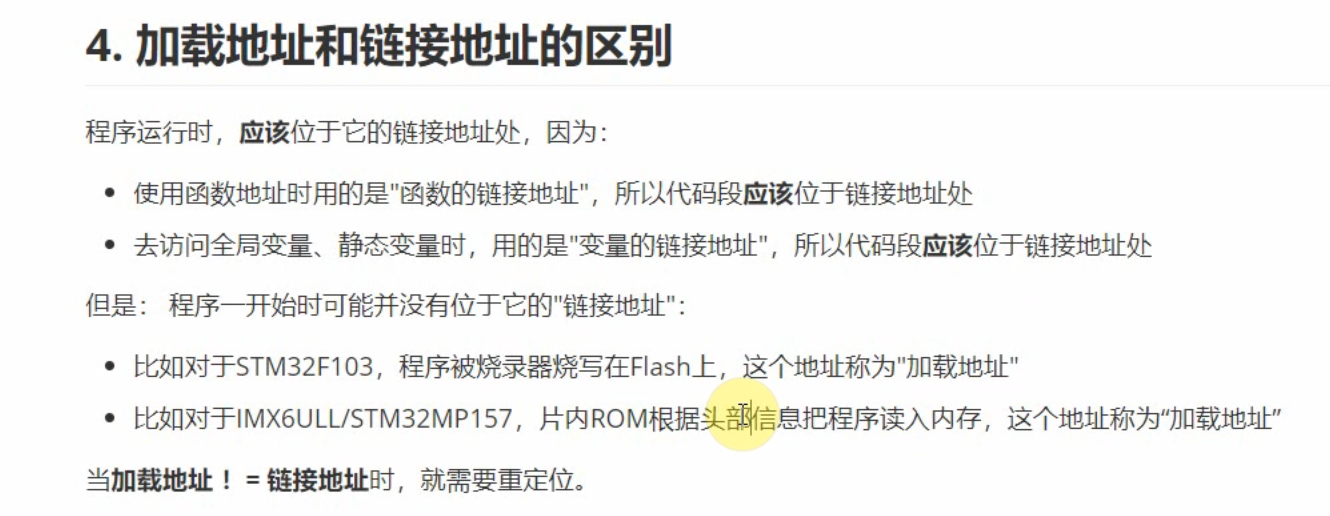 4. 加载地址和链接地址的区别
程序运行时，应该位于它的链接地址处，因为：
使用函数地址时用的是"函数的链接地址"，所以代码段应该位于链接地址处
去访问全局变量、静态变量时，用的是"变量的链接地址"，所以代码段应该位于链接地址处
但是： 程序一开始时可能并没有位于它的"链接地址"：
比如对于STM32F103，程序被烧录器烧写在Flash上，这个地址称为"加载地址"
比如对于IMX6ULL/STM32MP157，片内ROM根据头部信息把程序读入内存，这个地址称为“加载地址”
当加载地址！= 链接地址时，就需要重定位。